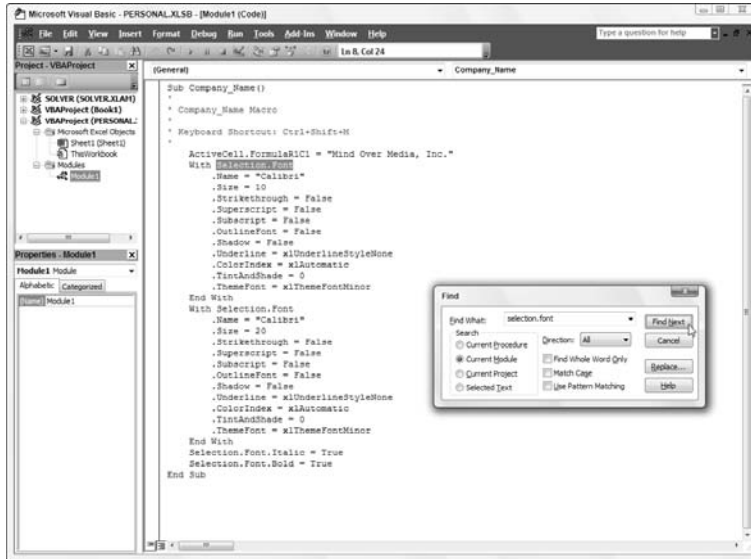 Microsoft Visual Basic - PERSONAL.XLSB - [Module1 (Code)]
File Edit View Insert Format Debug Run Tools Add-Ins Window Help
Type a question for help
Ln 8, Col 24
Project - VBAProject
SOLVER (SOLVER.XLAM)
VBAProject (Book1)
VBAProject (PERSONAL.
Microsoft Excel Objects
Sheet1 (Sheet1)
ThisWorkbook
Modules
Module1
Properties - Module1
Module1 Module
Alphabetic Categorized
(Name) Module1
(General)
Company_Name
Sub Company_Name()
'
' Company_Name Macro
'
' Keyboard Shortcut: Ctrl+Shift+M
'
ActiveCell.FormulaR1C1 = "Mind Over Media, Inc."
With Selection.Font
.Name = "Calibri"
.Size = 10
.Strikethrough = False
.Superscript = False
.Subscript = False
.OutlineFont = False
.Shadow = False
.Underline = xlUnderlineStyleNone
.ColorIndex = xlAutomatic
.TintAndShade = 0
.ThemeFont = xlThemeFontMinor
End With
With Selection.Font
.Name = "Calibri"
.Size = 20
.Strikethrough = False
.Superscript = False
.Subscript = False
.OutlineFont = False
.Shadow = False
.Underline = xlUnderlineStyleNone
.ColorIndex = xlAutomatic
.TintAndShade = 0
.ThemeFont = xlThemeFontMinor
End With
Selection.Font.Italic = True
Selection.Font.Bold = True
End Sub
Find
Find What: selection.font
Find Next
Search
Current Procedure
Current Module
Current Project
Selected Text
Direction: All
Find Whole Word Only
Match Case
Use Pattern Matching
Cancel
Replace...
Help